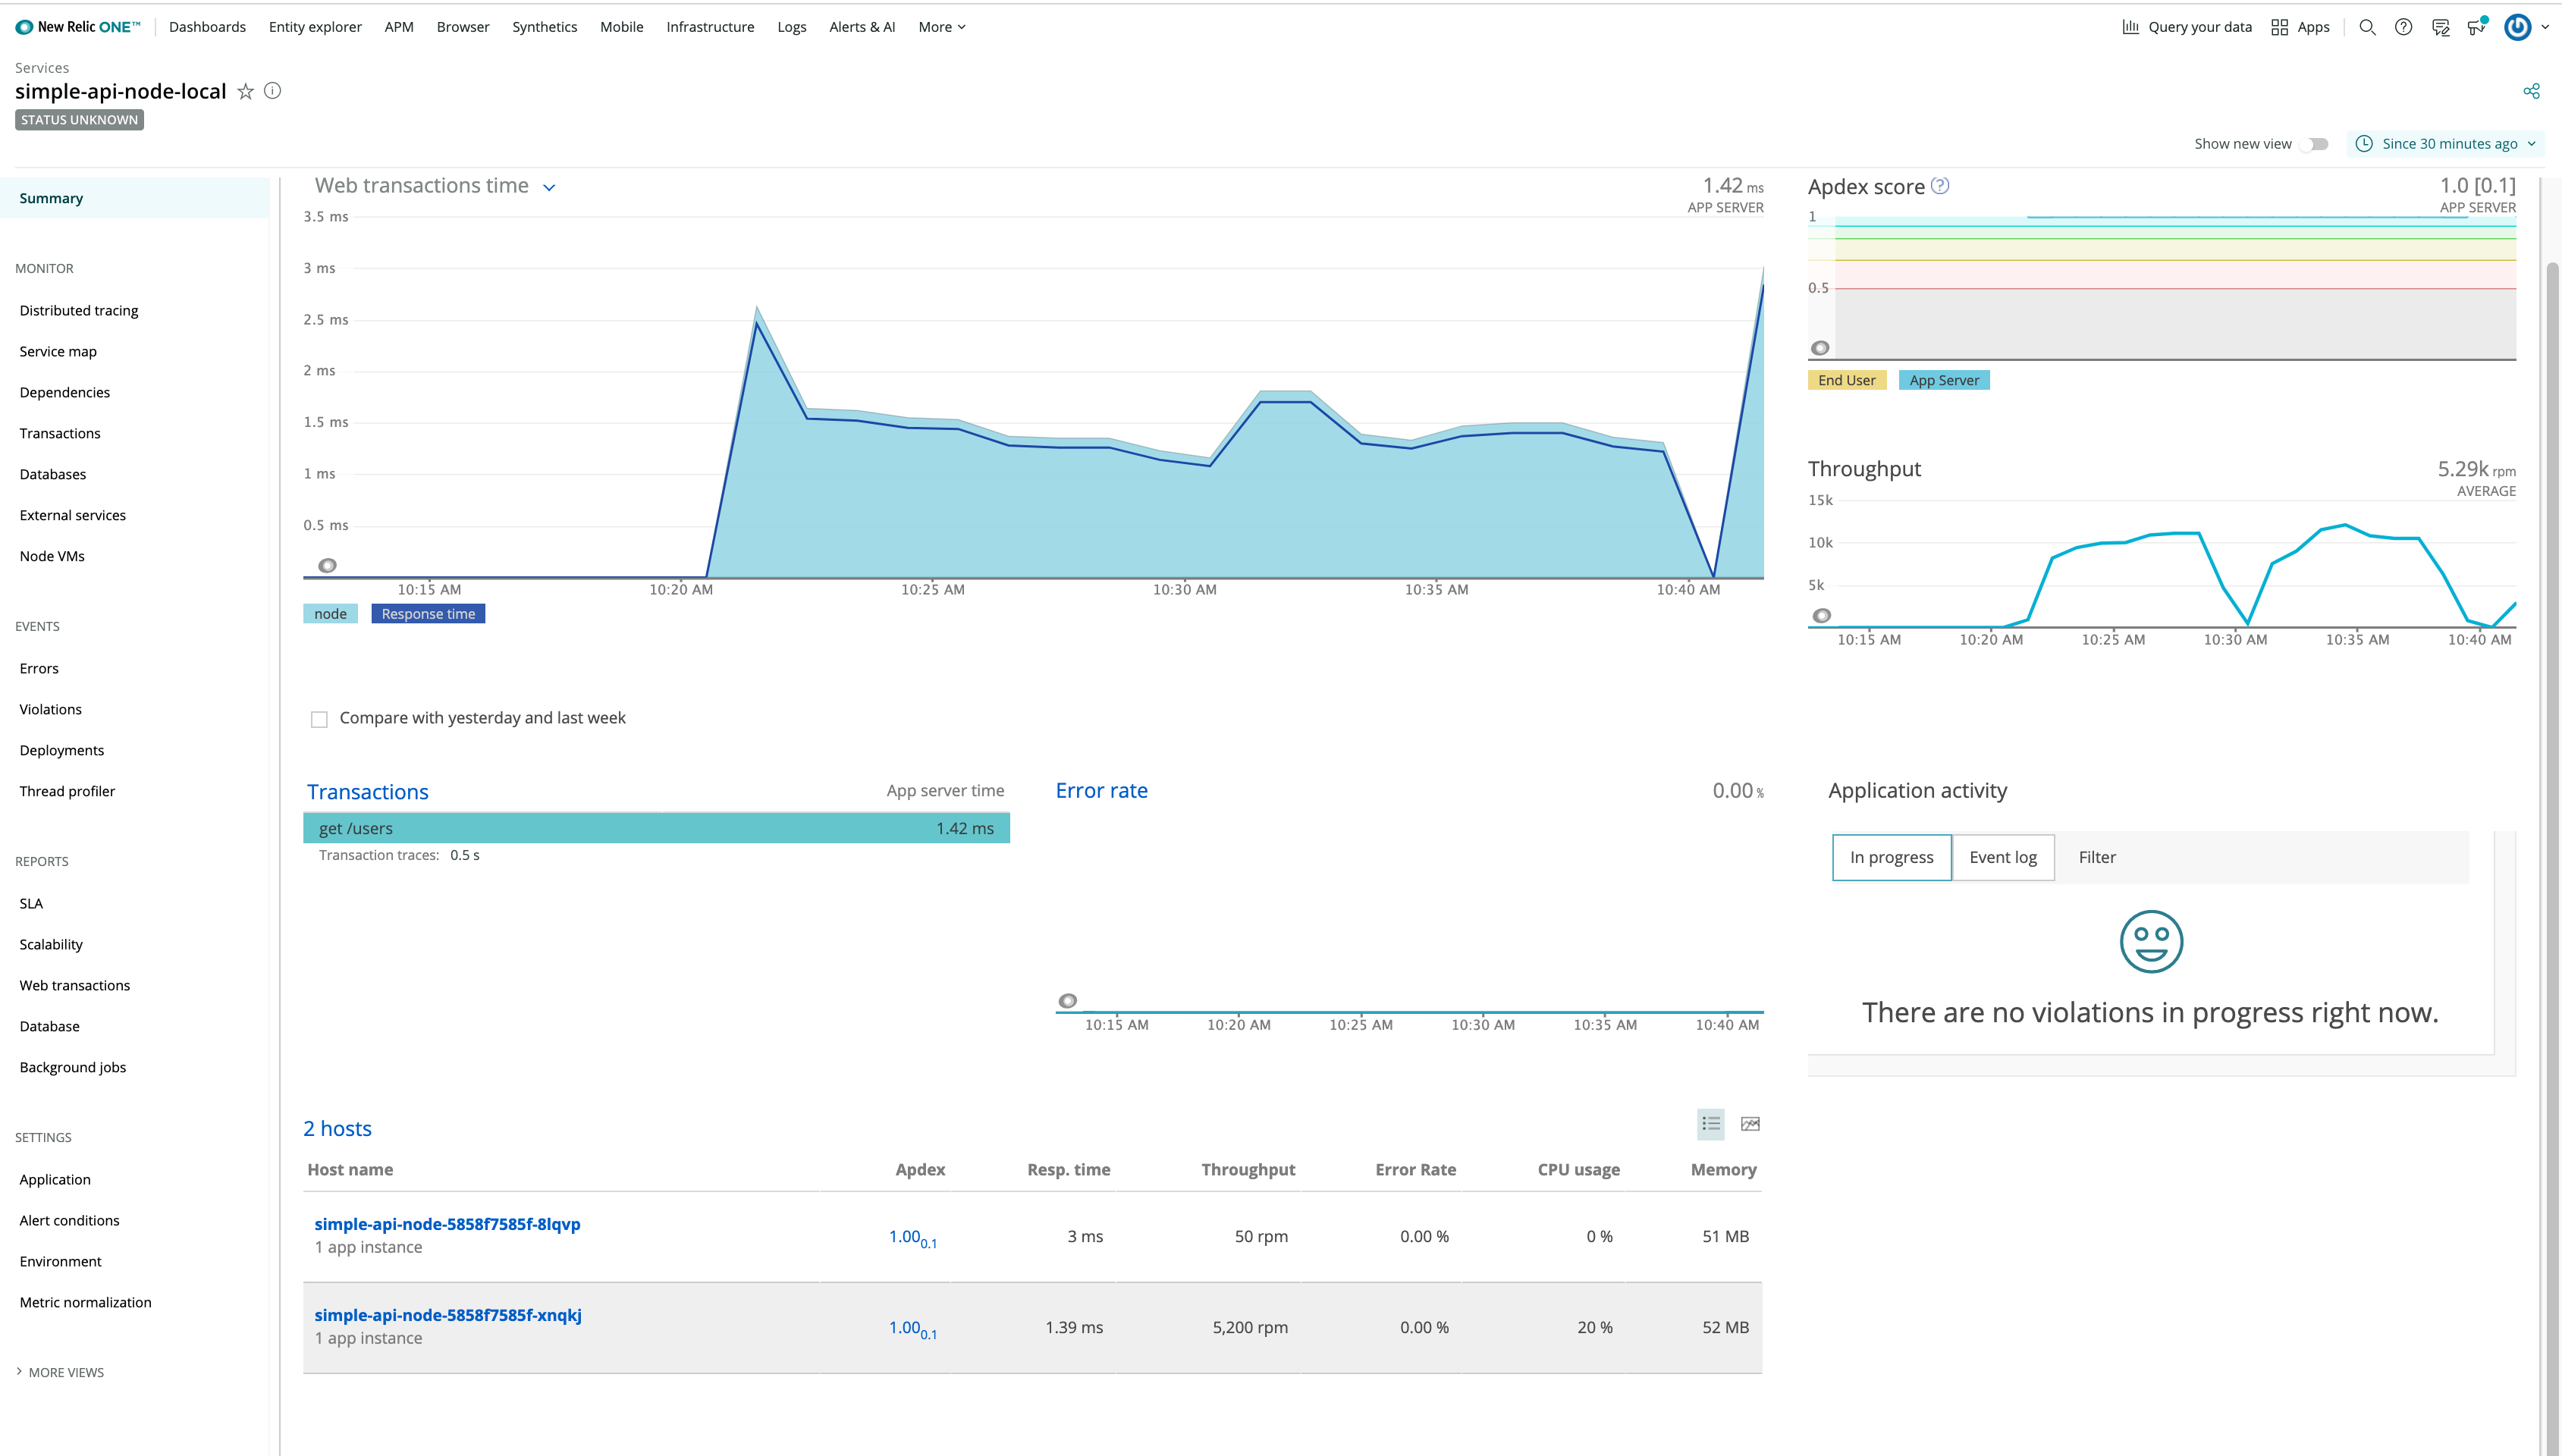 New Relic ONE™ Dashboards Entity explorer APM Browser Synthetics Mobile Infrastructure Logs Alerts & AI More Query your data Apps
Services
simple-api-node-local
STATUS UNKNOWN
Show new view Since 30 minutes ago
Summary
MONITOR
Distributed tracing
Service map
Dependencies
Transactions
Databases
External services
Node VMs
EVENTS
Errors
Violations
Deployments
Thread profiler
REPORTS
SLA
Scalability
Web transactions
Database
Background jobs
SETTINGS
Application
Alert conditions
Environment
Metric normalization
MORE VIEWS
Web transactions time 1.42 ms
APP SERVER
3.5 ms
3 ms
2.5 ms
2 ms
1.5 ms
1 ms
0.5 ms
10:15 AM 10:20 AM 10:25 AM 10:30 AM 10:35 AM 10:40 AM
node Response time
Compare with yesterday and last week
Apdex score 1.0 [0.1]
APP SERVER
1
0.5
End User App Server
Throughput 5.29k rpm
AVERAGE
15k
10k
5k
10:15 AM 10:20 AM 10:25 AM 10:30 AM 10:35 AM 10:40 AM
Transactions App server time
get /users 1.42 ms
Transaction traces: 0.5 s
Error rate 0.00 %
10:15 AM 10:20 AM 10:25 AM 10:30 AM 10:35 AM 10:40 AM
Application activity
In progress Event log Filter
There are no violations in progress right now.
2 hosts
Host name Apdex Resp. time Throughput Error Rate CPU usage Memory
simple-api-node-5858f7585f-8lqvp
1 app instance
1.00 0.1 3 ms 50 rpm 0.00 % 0 % 51 MB
simple-api-node-5858f7585f-xnqkj
1 app instance
1.00 0.1 1.39 ms 5,200 rpm 0.00 % 20 % 52 MB